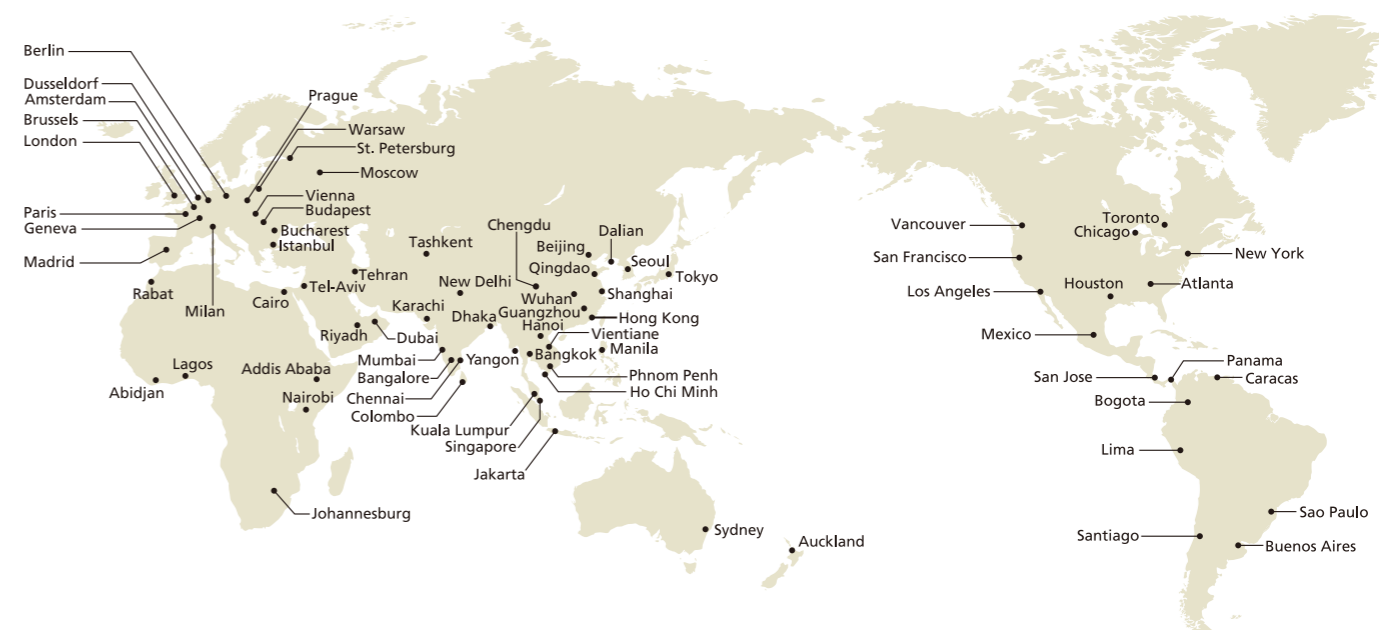 Berlin
Dusseldorf
Amsterdam
Brussels
London
Paris
Geneva
Madrid
Rabat
Milan
Prague
Warsaw
St. Petersburg
Moscow
Vienna
Budapest
Bucharest
Istanbul
Cairo
Tel-Aviv
Tehran
Riyadh
Dubai
Abidjan
Lagos
Addis Ababa
Nairobi
Johannesburg
Tashkent
New Delhi
Karachi
Dhaka
Mumbai
Bangalore
Chennai
Colombo
Yangon
Chengdu
Beijing
Dalian
Qingdao
Seoul
Tokyo
Wuhan
Shanghai
Guangzhou
Hong Kong
Hanoi
Vientiane
Bangkok
Manila
Phnom Penh
Ho Chi Minh
Kuala Lumpur
Singapore
Jakarta
Sydney
Auckland
Vancouver
San Francisco
Los Angeles
Toronto
Chicago
New York
Houston
Atlanta
Mexico
San Jose
Panama
Caracas
Bogota
Lima
Sao Paulo
Santiago
Buenos Aires